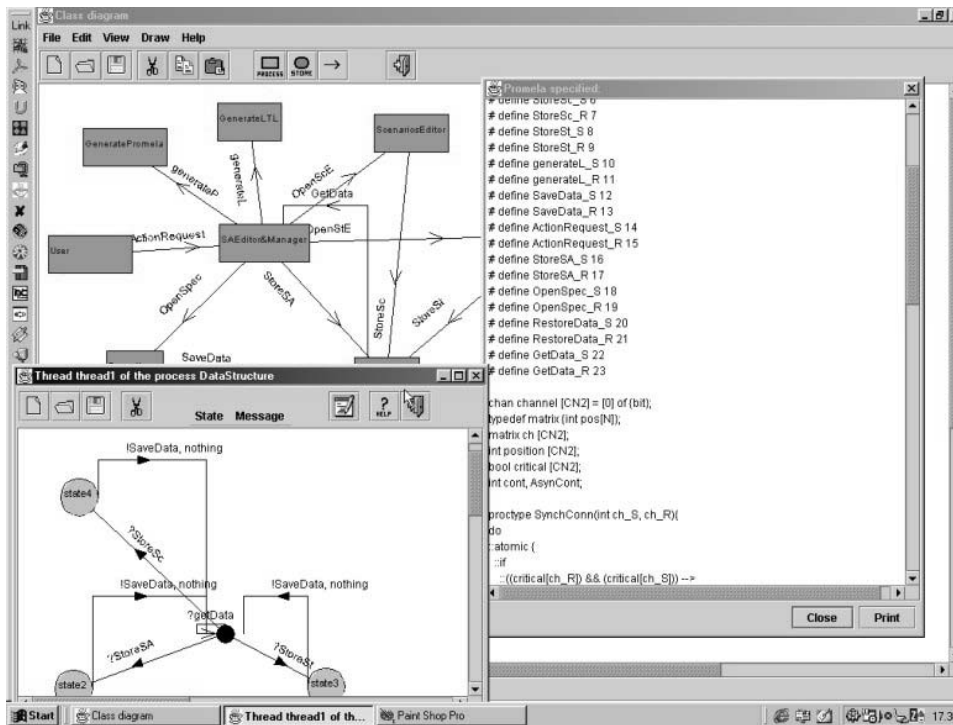 Class diagram
Link
File Edit View Draw Help
PROCESS
STORE
GenerateLTL
GeneratePromela
ScenariosEditor
generateP
generateL
OpenScE
GetData
ActionRequest
SAEditor&Manager
OpenStE
User
OpenSpec
StoreSA
StoreSc
StoreSt
SaveData
Promela specified:
# define StoreSc_S 6
# define StoreSc_R 7
# define StoreSt_S 8
# define StoreSt_R 9
# define generateL_S 10
# define generateL_R 11
# define SaveData_S 12
# define SaveData_R 13
# define ActionRequest_S 14
# define ActionRequest_R 15
# define StoreSA_S 16
# define StoreSA_R 17
# define OpenSpec_S 18
# define OpenSpec_R 19
# define RestoreData_S 20
# define RestoreData_R 21
# define GetData_S 22
# define GetData_R 23
chan channel [CN2] = [0] of (bit);
typedef matrix (int pos[N]);
matrix ch [CN2];
int position [CN2];
bool critical [CN2];
int cont, AsynCont;
proctype SynchConn(int ch_S, ch_R){
do
::atomic (
::if
::((critical[ch_R]) && (critical[ch_S])) -->
Close Print
Thread thread1 of the process DataStructure
State Message
HELP
!SaveData, nothing
state4
?StoreSc
!SaveData, nothing
!SaveData, nothing
?getData
?StoreSA
?StoreSt
state2
state3
Start
Class diagram
Thread thread1 of th...
Paint Shop Pro
17.3